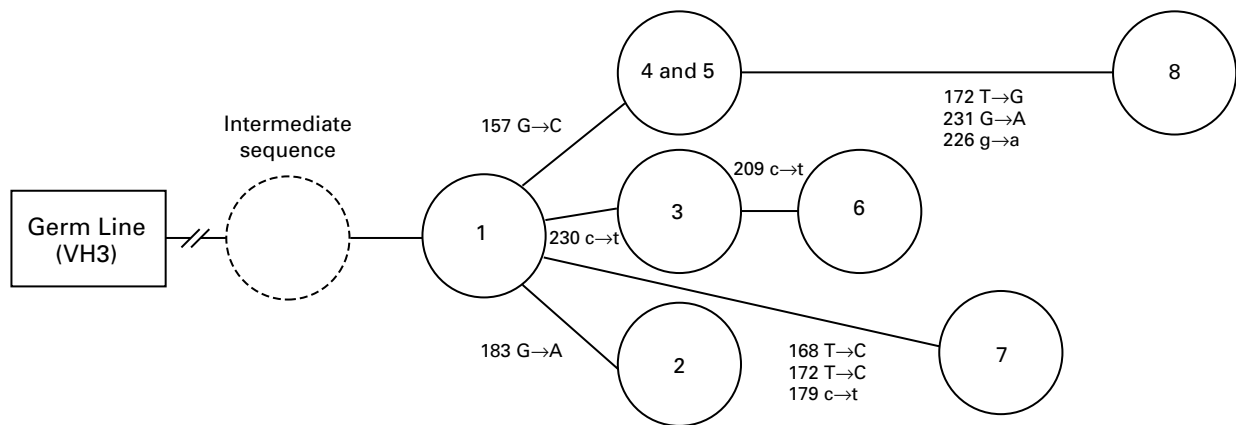 Germ Line
(VH3)
Intermediate
sequence
1
157 G→C
4 and 5
172 T→G
231 G→A
226 g→a
8
230 c→t
3
209 c→t
6
183 G→A
2
168 T→C
172 T→C
179 c→t
7